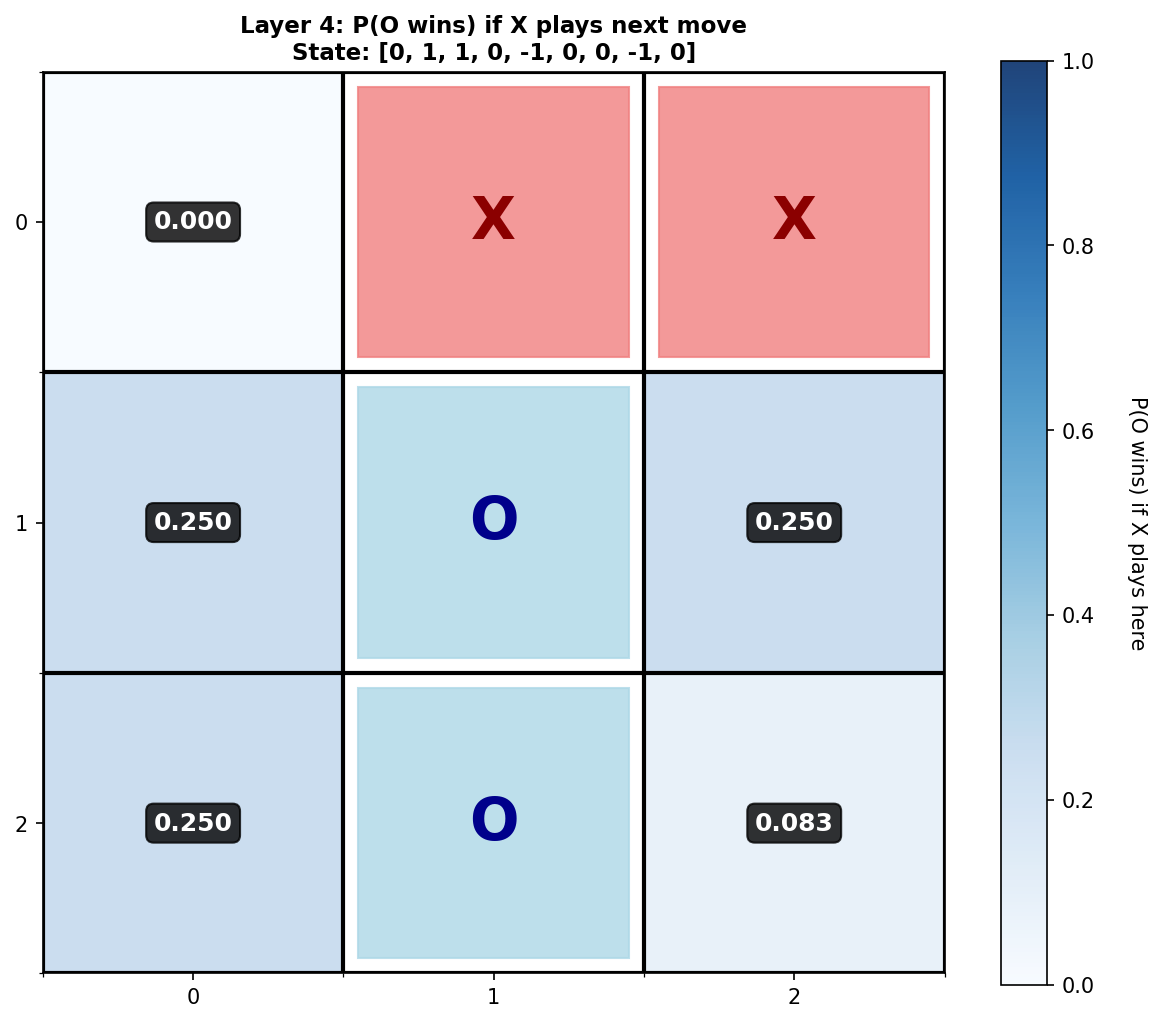 Layer 4: P(O wins) if X plays next move
State: [0, 1, 1, 0, -1, 0, 0, -1, 0]
0
0.000
X
X
1
0.250
O
0.250
2
0.250
O
0.083
0
1
2
1.0
0.8
0.6
0.4
0.2
0.0
P(O wins) if X plays here